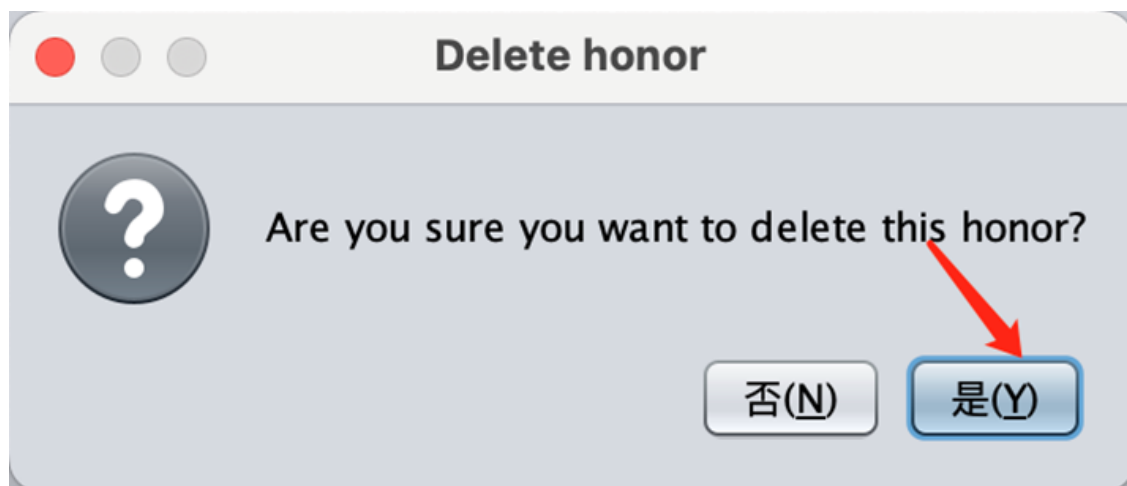 Delete honor
Are you sure you want to delete this honor?
否(N) 是(Y)